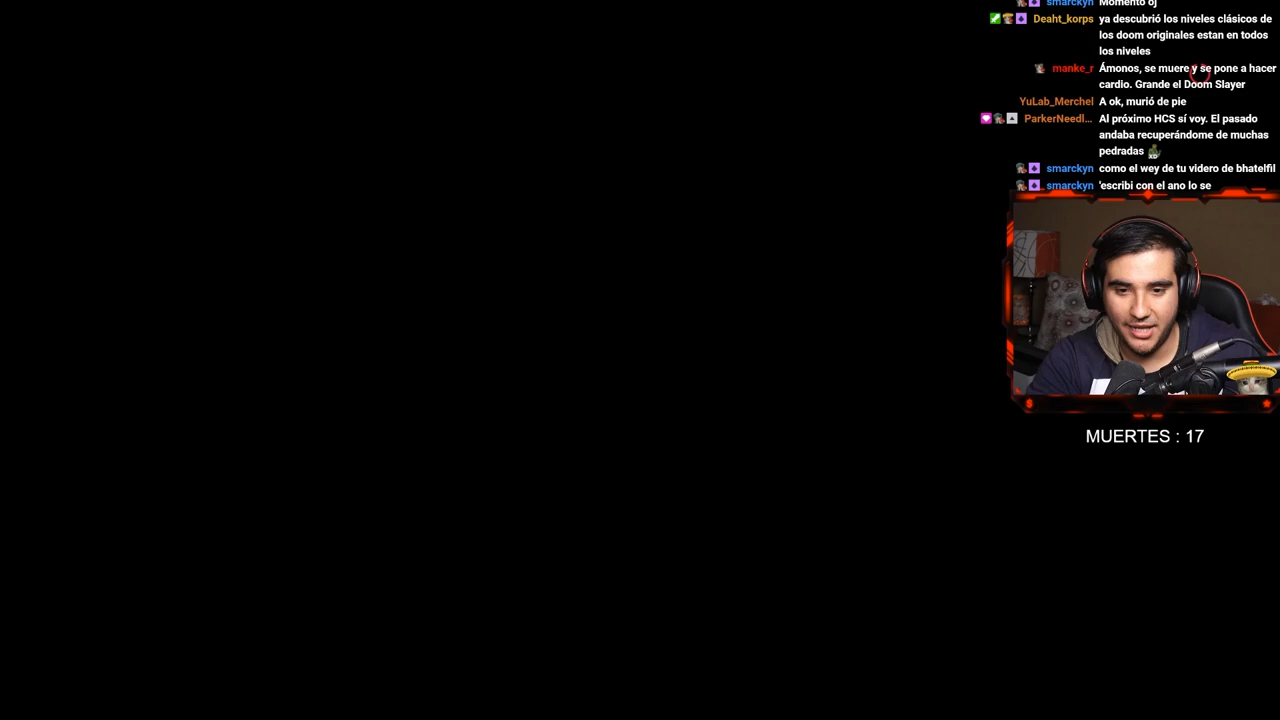 smarckyn Momento oj
Deaht_korps ya descubrió los niveles clásicos de
los doom originales estan en todos
los niveles
manke_r Ámonos, se muere y se pone a hacer
cardio. Grande el Doom Slayer
YuLab_Merchel A ok, murió de pie
ParkerNeedl... Al próximo HCS sí voy. El pasado
andaba recuperándome de muchas
pedradas
smarckyn como el wey de tu videro de bhatelfil
smarckyn 'escribi con el ano lo se
MUERTES : 17